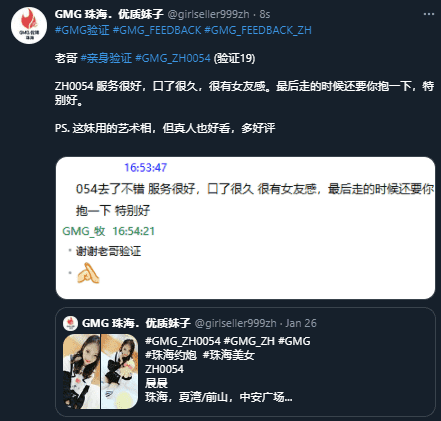 GMG 珠海．优质妹子 @girlseller999zh · 8s
#GMG验证 #GMG_FEEDBACK #GMG_FEEDBACK_ZH
老哥 #亲身验证 #GMG_ZH0054 (验证19)
ZH0054 服务很好，口了很久，很有女友感。最后走的时候还要你抱一下，特
别好。
PS. 这妹用的艺术相，但真人也好看，多好评
16:53:47
054去了不错 服务很好，口了很久 很有女友感，最后走的时候还要你
抱一下 特别好
GMG_牧 16:54:21
谢谢老哥验证
GMG 珠海．优质妹子 @girlseller999zh · Jan 26
#GMG_ZH0054 #GMG_ZH #GMG
#珠海约炮 #珠海美女
ZH0054
晨晨
珠海，夏湾/前山，中安广场...
GMG.优质
珠海